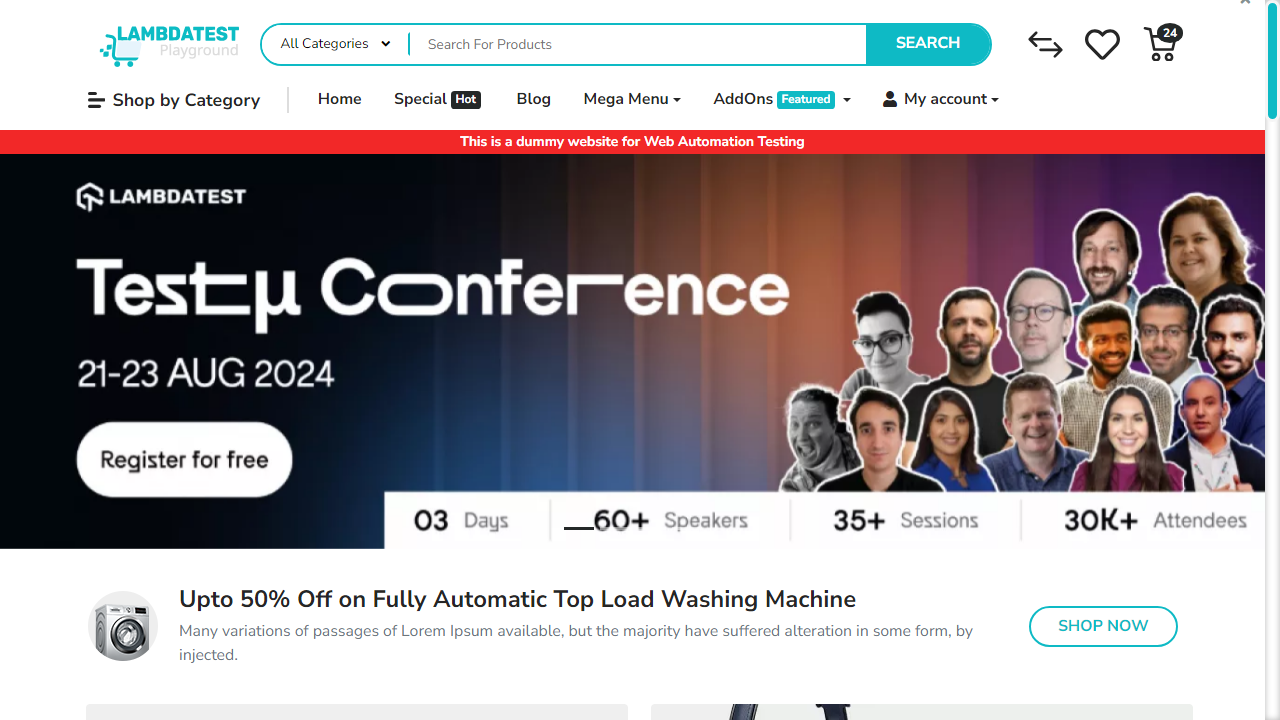 LAMBDATEST
Playground
All Categories
Search For Products
SEARCH
24
Shop by Category
Home
Special Hot
Blog
Mega Menu
AddOns Featured
My account
This is a dummy website for Web Automation Testing
LAMBDATEST
Testµ Conference
21-23 AUG 2024
Register for free
03 Days
60+ Speakers
35+ Sessions
30K+ Attendees
Upto 50% Off on Fully Automatic Top Load Washing Machine
Many variations of passages of Lorem Ipsum available, but the majority have suffered alteration in some form, by
injected.
SHOP NOW